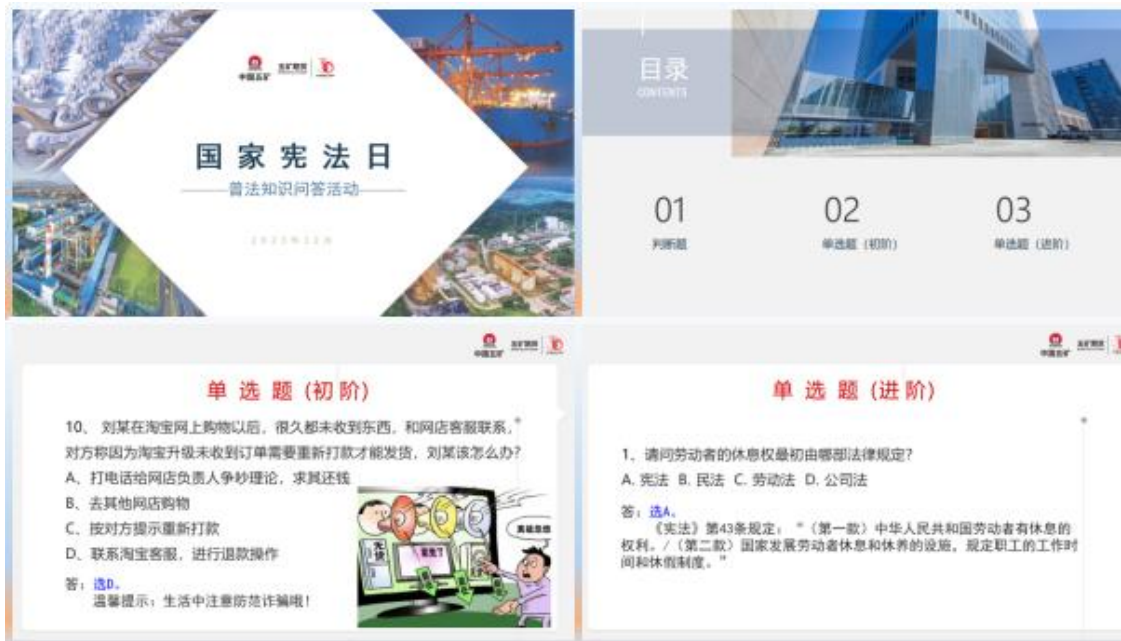 中国五矿
国家宪法日
普法知识问答活动
目录
CONTENTS
01
02
03
判断题
单选题（初阶）
单选题（进阶）
中国五矿
单选题(初阶)
10、 刘某在淘宝网上购物以后，很久都未收到东西，和网店客服联系，
对方称因为淘宝升级未收到订单需要重新打款才能发货，刘某该怎么办?
A、打电话给网店负责人争吵理论，求其还钱
B、去其他网店购物
C、按对方提示重新打款
D、联系淘宝客服，进行退款操作
答：选D。
温馨提示：生活中注意防范诈骗哦！
中国五矿
单选题(进阶)
1、请问劳动者的休息权最初由哪部法律规定?
A. 宪法 B. 民法 C. 劳动法 D. 公司法
答：选A。
《宪法》第43条规定：“（第一款）中华人民共和国劳动者有休息的
权利。/（第二款）国家发展劳动者休息和休养的设施，规定职工的工作时
间和休假制度。”